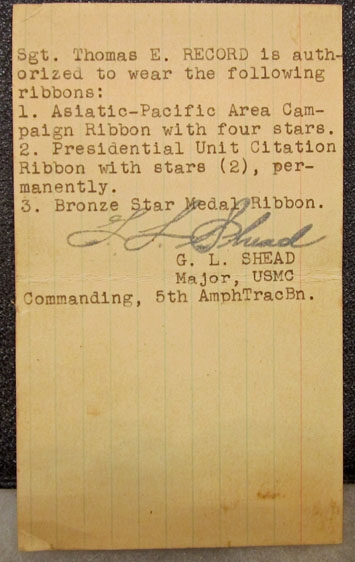 Sgt. Thomas E. RECORD is auth-
orized to wear the following
ribbons:
1. Asiatic-Pacific Area Cam-
paign Ribbon with four stars.
2. Presidential Unit Citation
Ribbon with stars (2), per-
manently.
3. Bronze Star Medal Ribbon.
G. L. Shead
G. L. SHEAD
Major, USMC
Commanding, 5th AmphTracBn.